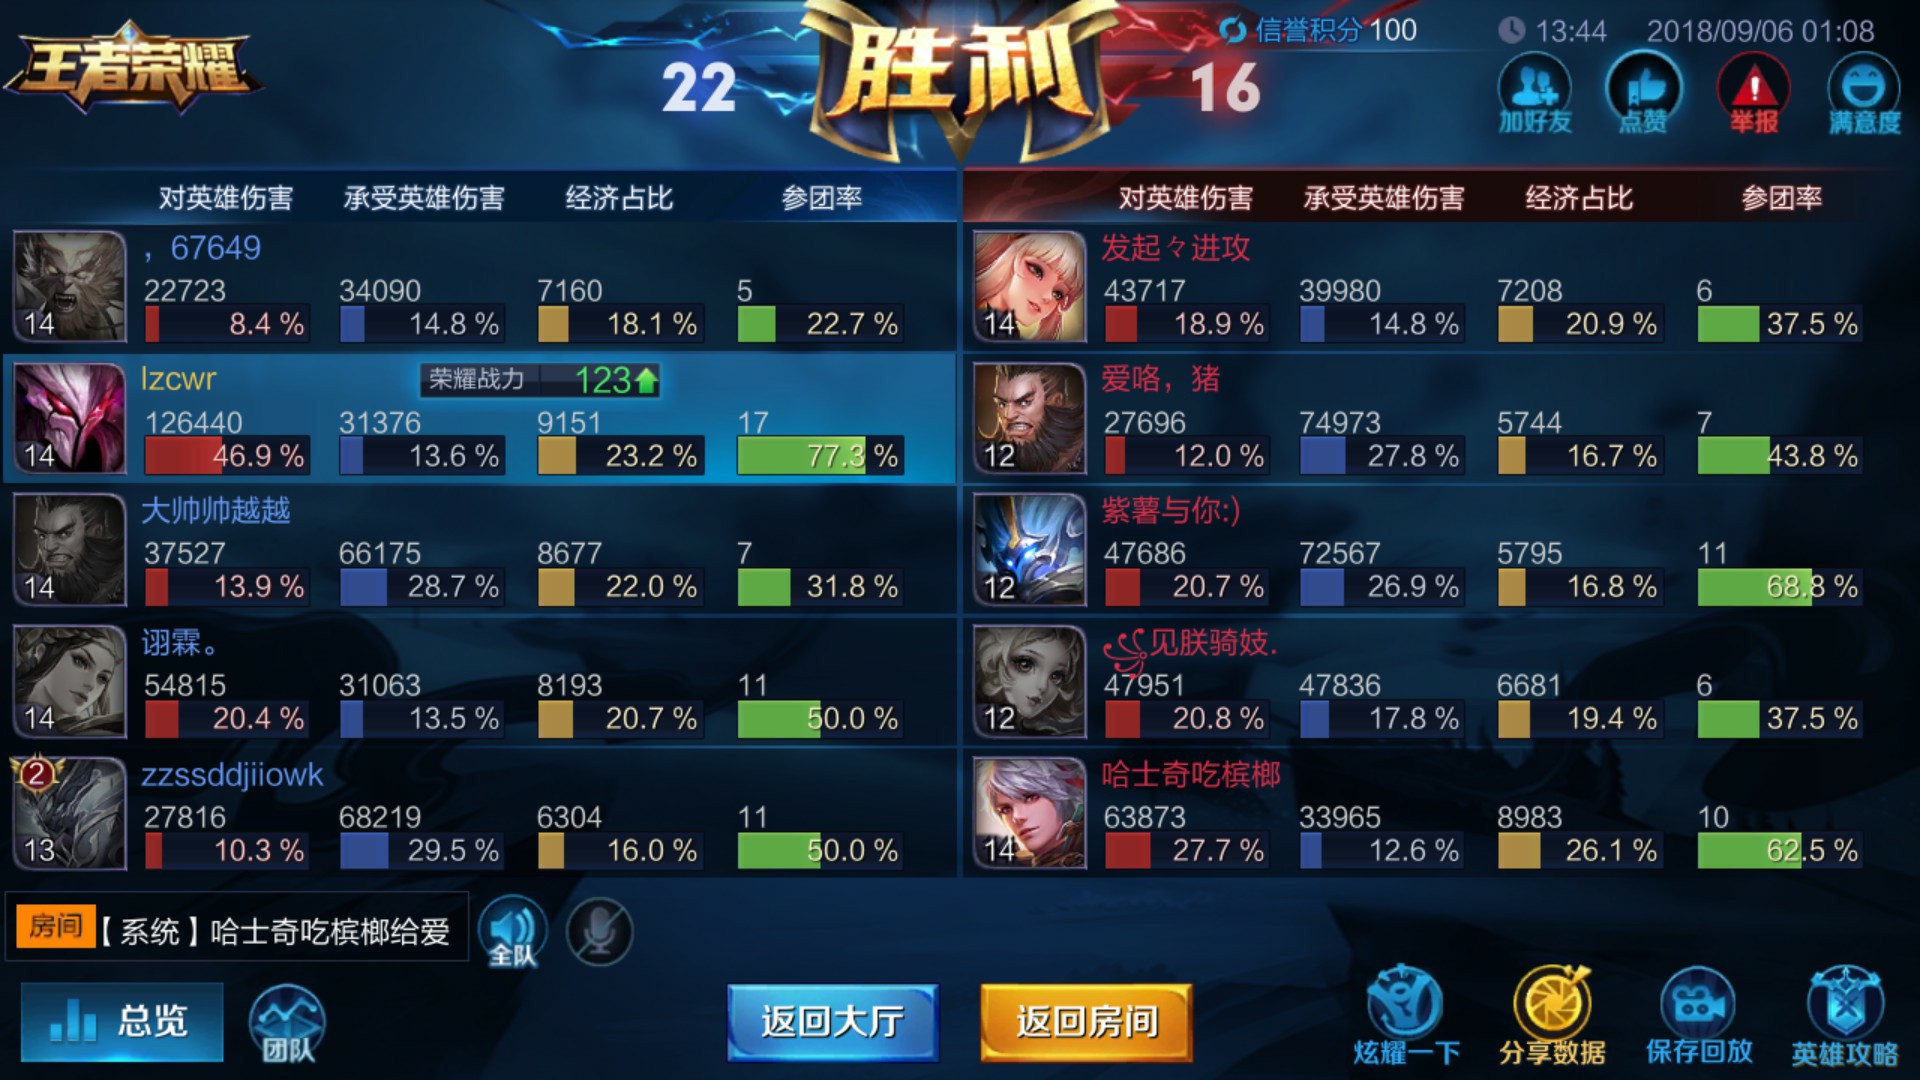 王者荣耀
22 胜利 16
信誉积分 100
13:44 2018/09/06 01:08
加好友 点赞 举报 满意度
对英雄伤害 承受英雄伤害 经济占比 参团率
，67649
22723 34090 7160 5
14 8.4 % 14.8 % 18.1 % 22.7 %
lzcwr 荣耀战力 123
126440 31376 9151 17
14 46.9 % 13.6 % 23.2 % 77.3 %
大帅帅越越
37527 66175 8677 7
14 13.9 % 28.7 % 22.0 % 31.8 %
诩霖。
54815 31063 8193 11
14 20.4 % 13.5 % 20.7 % 50.0 %
2 zzssddjiiowk
27816 68219 6304 11
13 10.3 % 29.5 % 16.0 % 50.0 %
对英雄伤害 承受英雄伤害 经济占比 参团率
发起々进攻
43717 39980 7208 6
14 18.9 % 14.8 % 20.9 % 37.5 %
爱咯，猪
27696 74973 5744 7
12 12.0 % 27.8 % 16.7 % 43.8 %
紫薯与你:)
47686 72567 5795 11
12 20.7 % 26.9 % 16.8 % 68.8 %
见朕骑妓.
47951 47836 6681 6
12 20.8 % 17.8 % 19.4 % 37.5 %
哈士奇吃槟榔
63873 33965 8983 10
14 27.7 % 12.6 % 26.1 % 62.5 %
房间 【系统】哈士奇吃槟榔给爱
全队
总览 团队 返回大厅 返回房间 炫耀一下 分享数据 保存回放 英雄攻略